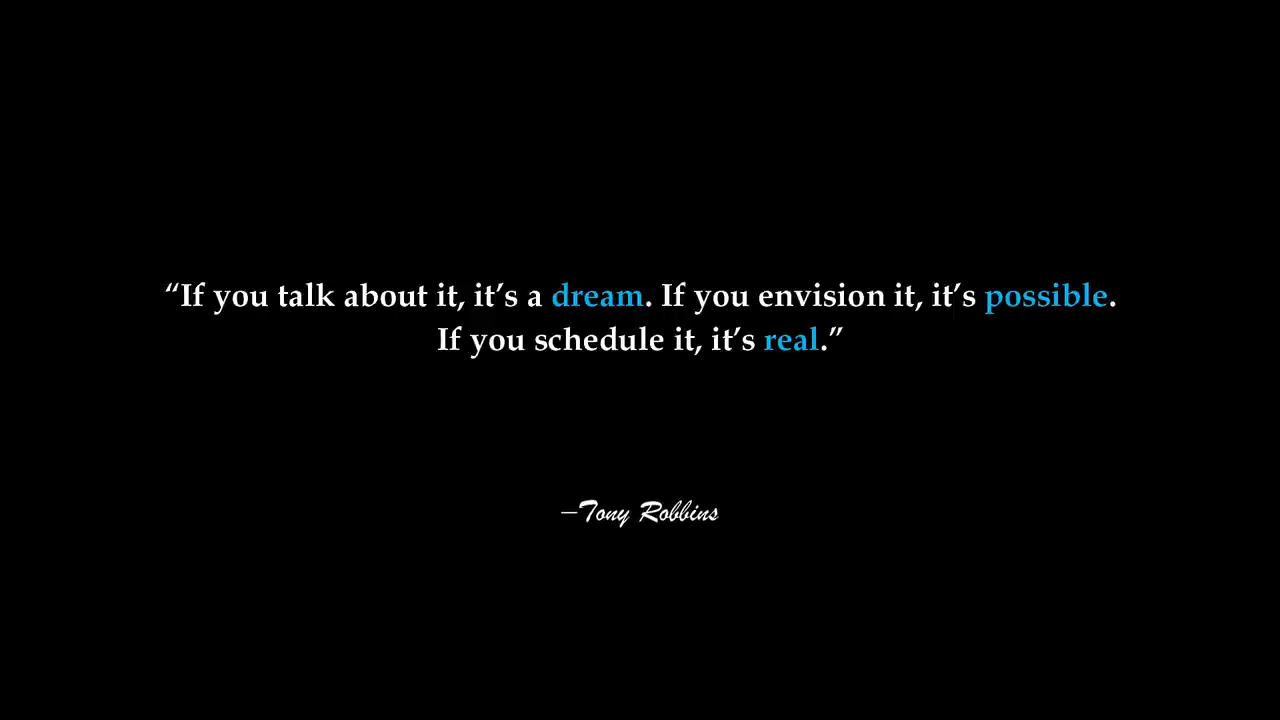 “If you talk about it, it’s a dream. If you envision it, it’s possible.
If you schedule it, it’s real.”
–Tony Robbins